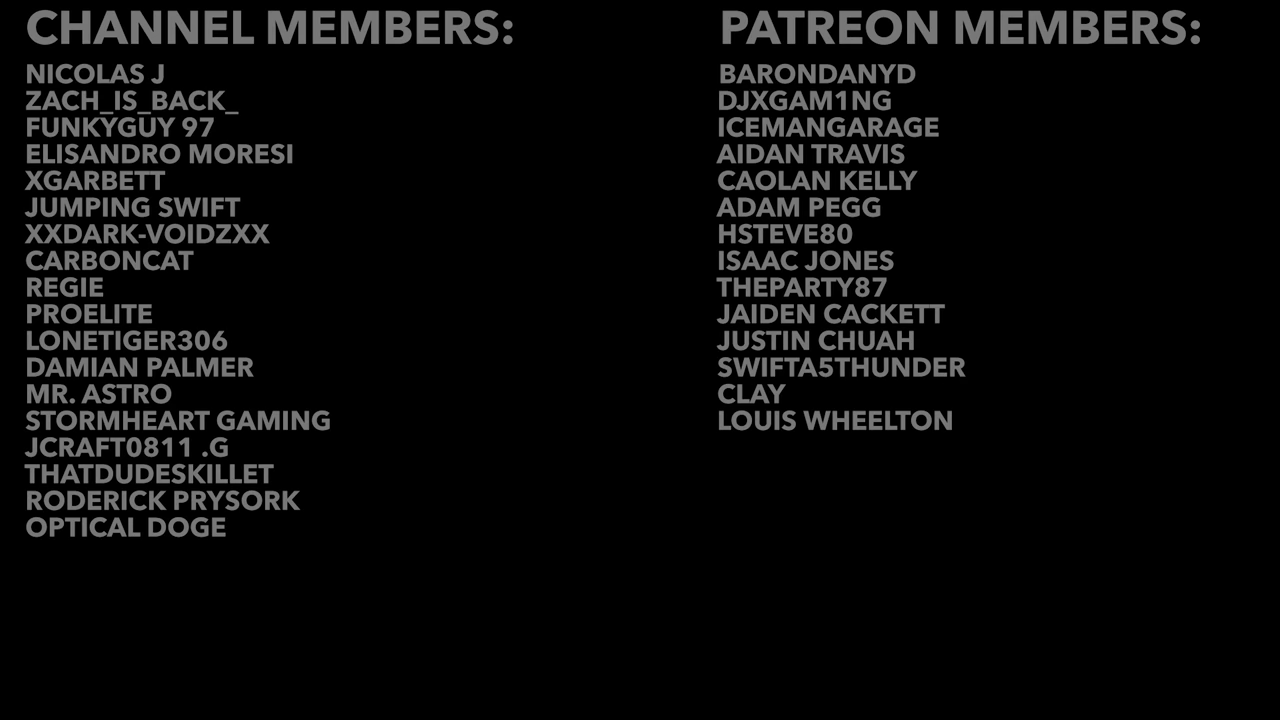 CHANNEL MEMBERS:
NICOLAS J
ZACH_IS_BACK_
FUNKYGUY 97
ELISANDRO MORESI
XGARBETT
JUMPING SWIFT
XXDARK-VOIDZXX
CARBONCAT
REGIE
PROELITE
LONETIGER306
DAMIAN PALMER
MR. ASTRO
STORMHEART GAMING
JCRAFT0811 .G
THATDUDESKILLET
RODERICK PRYSORK
OPTICAL DOGE
PATREON MEMBERS:
BARONDANYD
DJXGAM1NG
ICEMANGARAGE
AIDAN TRAVIS
CAOLAN KELLY
ADAM PEGG
HSTEVE80
ISAAC JONES
THEPARTY87
JAIDEN CACKETT
JUSTIN CHUAH
SWIFTA5THUNDER
CLAY
LOUIS WHEELTON